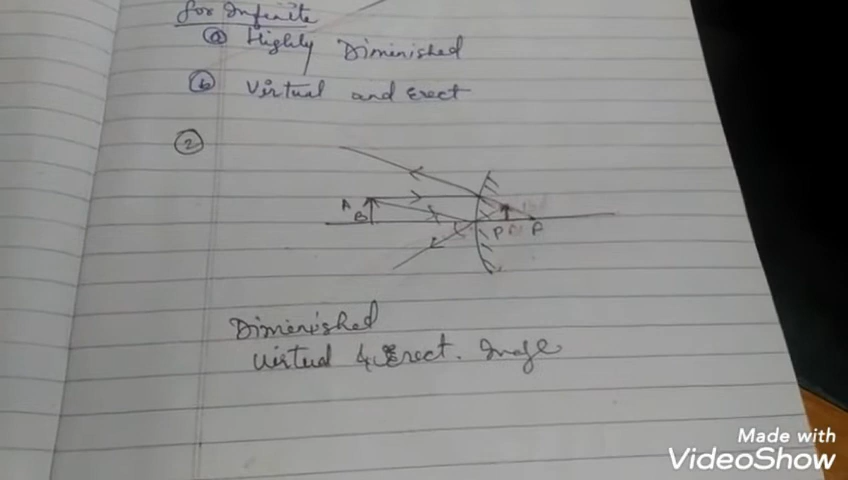 for Infinite
(a) Highly Diminished
(b) Virtual and Erect
(2)
A
B
P F
Diminished
Virtual & Erect. Image
Made with
VideoShow